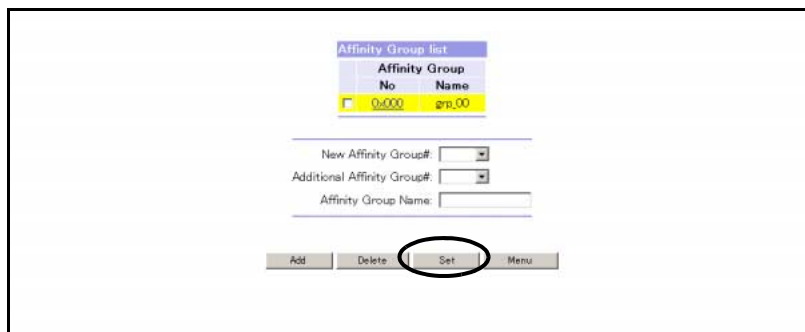 Affinity Group list
Affinity Group
No Name
0x000 grp_00
New Affinity Group#:
Additional Affinity Group#:
Affinity Group Name:
Add Delete Set Menu